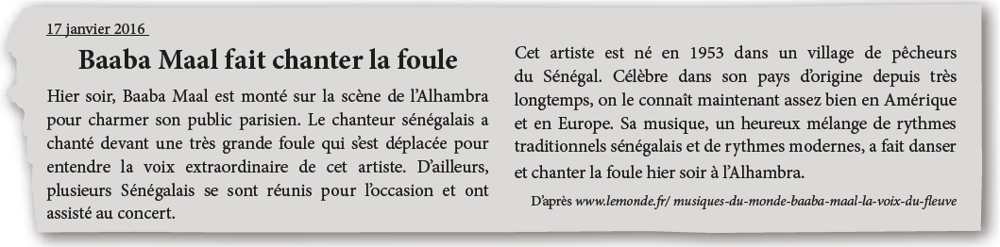 17 janvier 2016
Baaba Maal fait chanter la foule
Hier soir, Baaba Maal est monté sur la scène de l’Alhambra
pour charmer son public parisien. Le chanteur sénégalais a
chanté devant une très grande foule qui s’est déplacée pour
entendre la voix extraordinaire de cet artiste. D’ailleurs,
plusieurs Sénégalais se sont réunis pour l’occasion et ont
assisté au concert.
Cet artiste est né en 1953 dans un village de pêcheurs
du Sénégal. Célèbre dans son pays d’origine depuis très
longtemps, on le connaît maintenant assez bien en Amérique
et en Europe. Sa musique, un heureux mélange de rythmes
traditionnels sénégalais et de rythmes modernes, a fait danser
et chanter la foule hier soir à l’Alhambra.
D’après www.lemonde.fr/ musiques-du-monde-baaba-maal-la-voix-du-fleuve